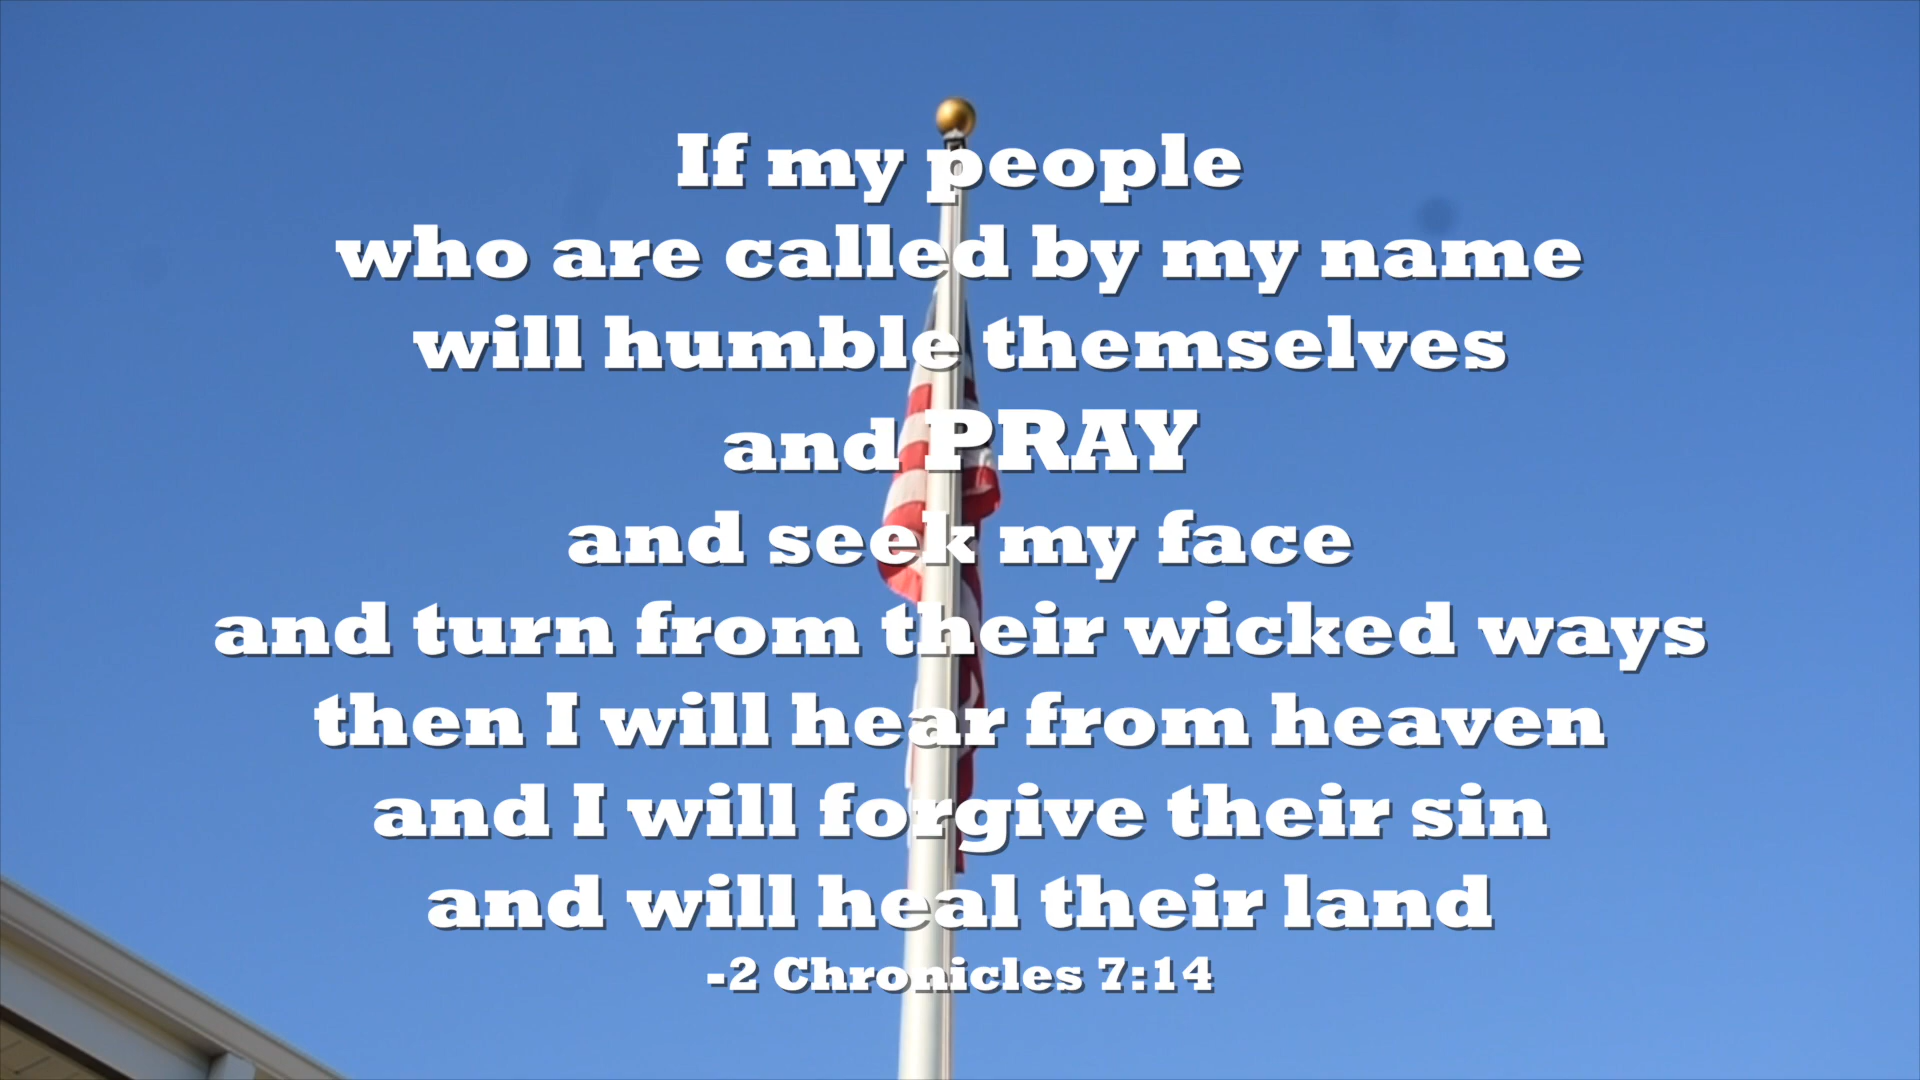 If my people
who are called by my name
will humble themselves
and PRAY
and seek my face
and turn from their wicked ways
then I will hear from heaven
and I will forgive their sin
and will heal their land
-2 Chronicles 7:14